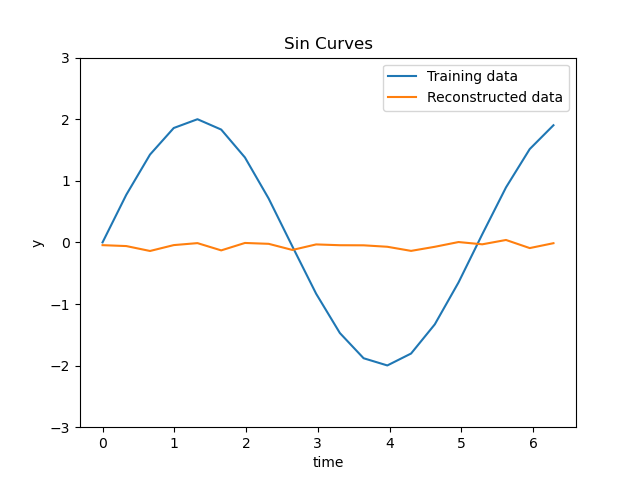 Sin Curves
Training data
Reconstructed data
3
2
1
0
−1
−2
−3
y
0 1 2 3 4 5 6
time